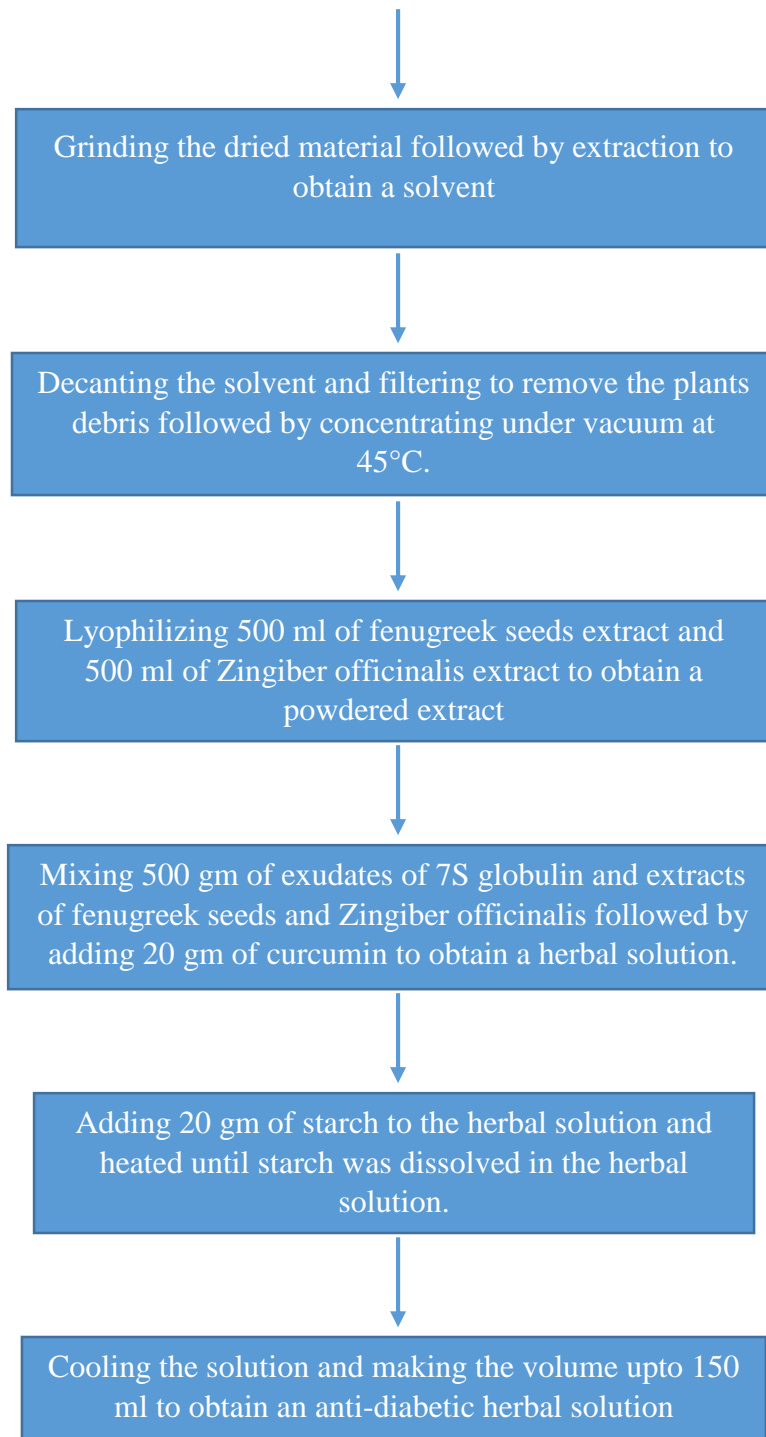 Grinding the dried material followed by extraction to
obtain a solvent
Decanting the solvent and filtering to remove the plants
debris followed by concentrating under vacuum at
45°C.
Lyophilizing 500 ml of fenugreek seeds extract and
500 ml of Zingiber officinalis extract to obtain a
powdered extract
Mixing 500 gm of exudates of 7S globulin and extracts
of fenugreek seeds and Zingiber officinalis followed by
adding 20 gm of curcumin to obtain a herbal solution.
Adding 20 gm of starch to the herbal solution and
heated until starch was dissolved in the herbal
solution.
Cooling the solution and making the volume upto 150
ml to obtain an anti-diabetic herbal solution